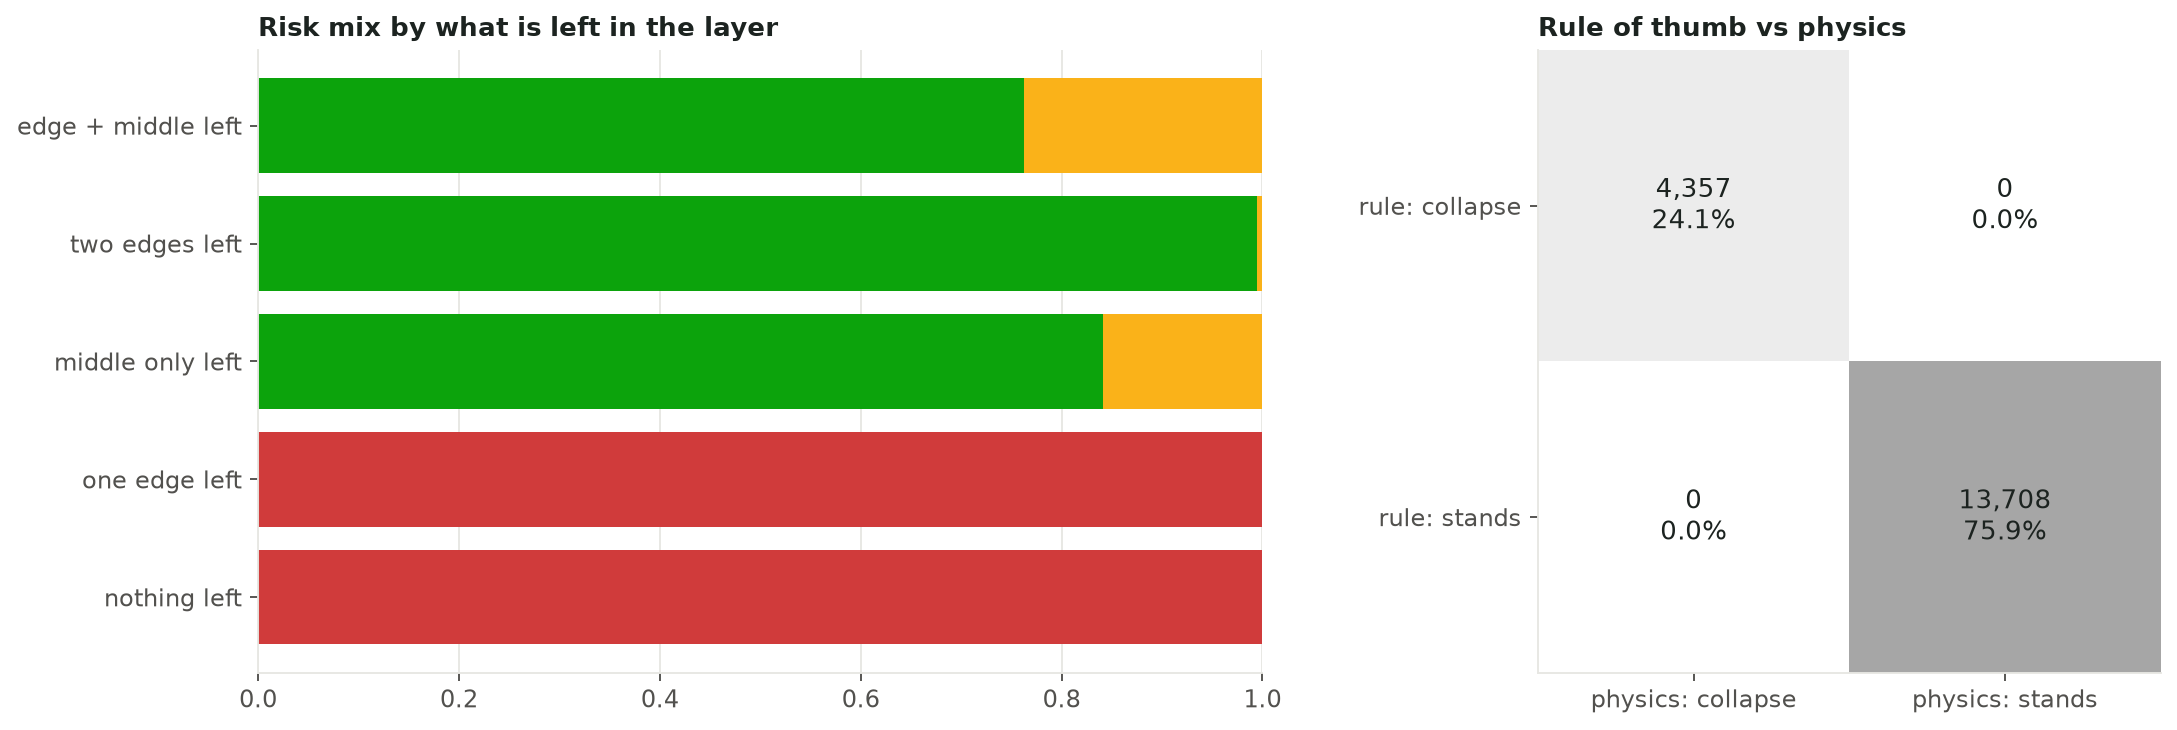 Risk mix by what is left in the layer
edge + middle left
two edges left
middle only left
one edge left
nothing left
0.0 0.2 0.4 0.6 0.8 1.0
Rule of thumb vs physics
rule: collapse
rule: stands
4,357
24.1%
0
0.0%
0
0.0%
13,708
75.9%
physics: collapse physics: stands